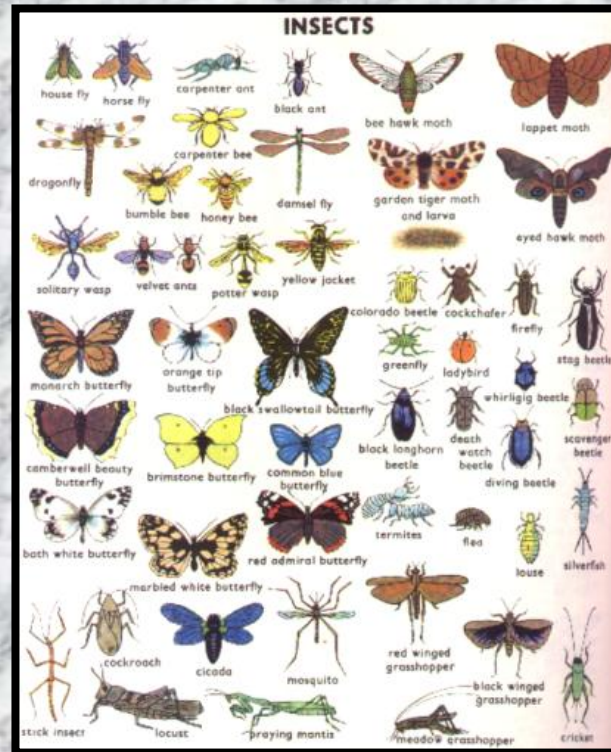 INSECTS
house fly
horse fly
carpenter ant
black ant
bee hawk moth
lappet moth
dragonfly
carpenter bee
bumble bee
honey bee
damsel fly
garden tiger moth
and larva
eyed hawk moth
solitary wasp
velvet ants
potter wasp
yellow jacket
colorado beetle
cockchafer
firefly
stag beetle
monarch butterfly
orange tip
butterfly
black swallowtail butterfly
greenfly
ladybird
whirligig beetle
camberwell beauty
butterfly
brimstone butterfly
common blue
butterfly
black longhorn
beetle
death
watch
beetle
diving beetle
scavenger
beetle
bath white butterfly
marbled white butterfly
red admiral butterfly
termites
flea
louse
silverfish
stick insect
cockroach
locust
cicada
praying mantis
mosquito
red winged
grasshopper
black winged
grasshopper
meadow grasshopper
cricket